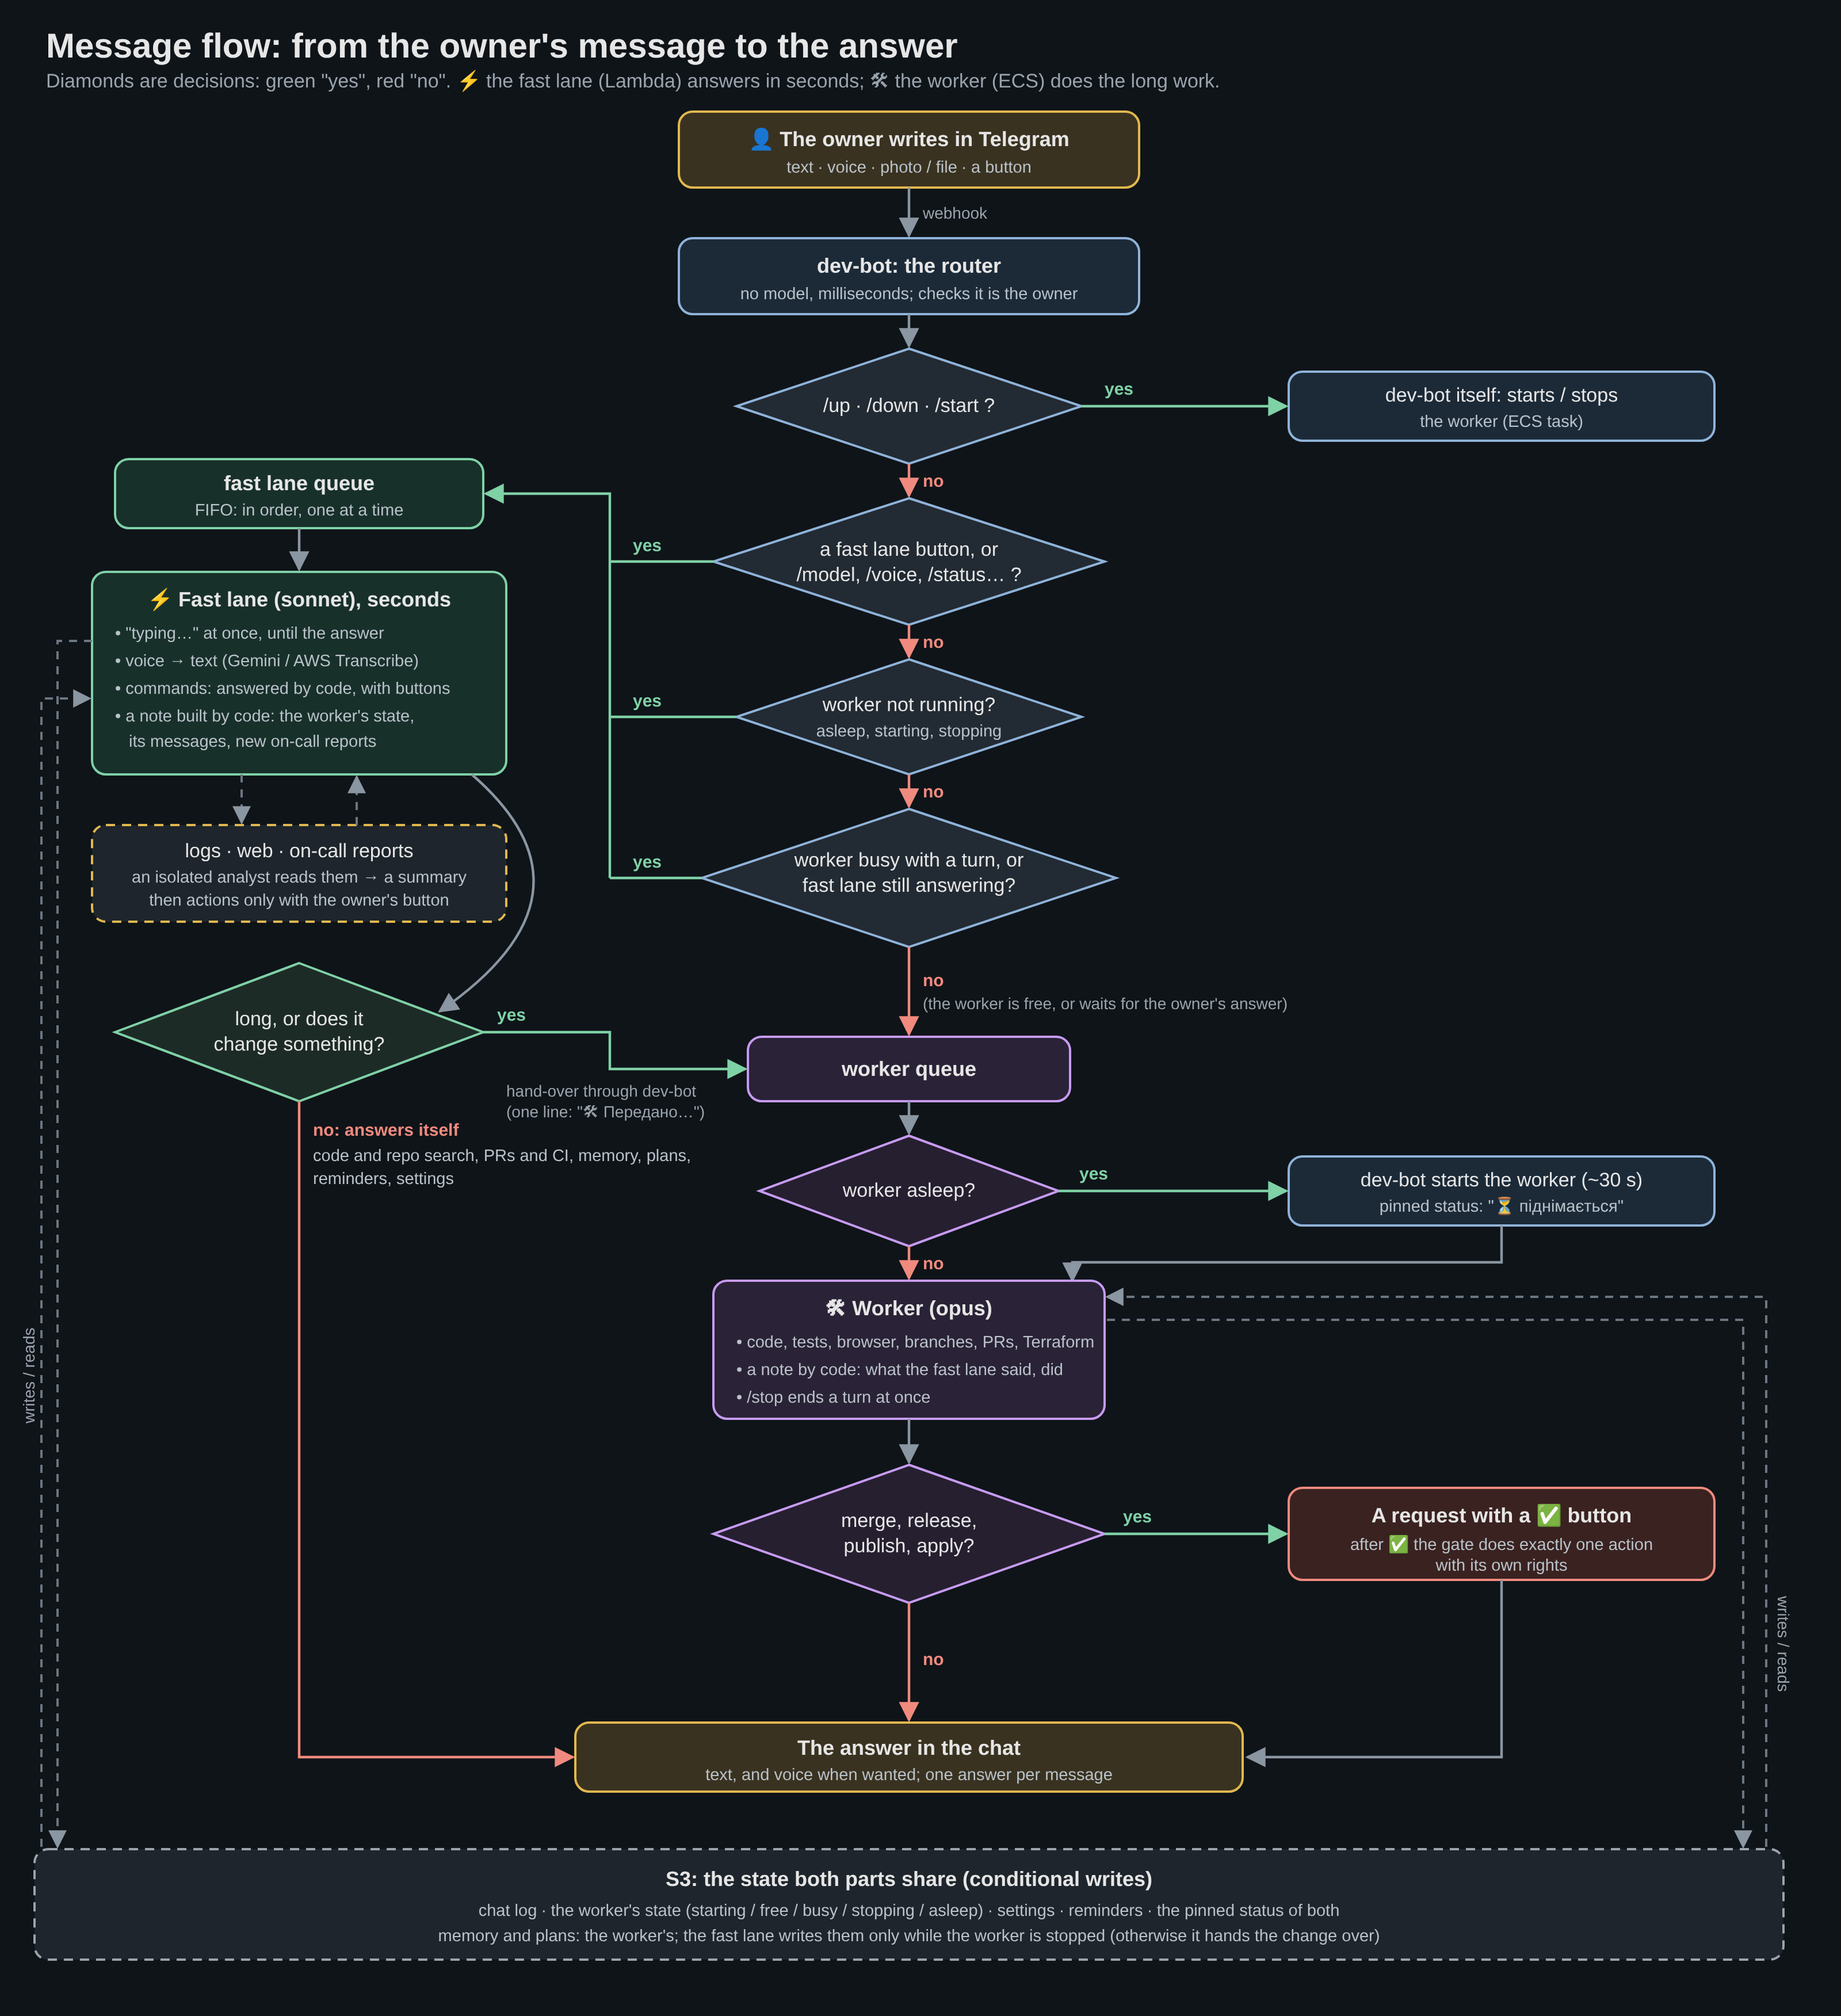 Message flow: from the owner's message to the answer
Diamonds are decisions: green "yes", red "no". ⚡ the fast lane (Lambda) answers in seconds; 🛠 the worker (ECS) does the long work.
👤 The owner writes in Telegram
text · voice · photo / file · a button
webhook
dev-bot: the router
no model, milliseconds; checks it is the owner
/up · /down · /start ?
yes
dev-bot itself: starts / stops
the worker (ECS task)
no
fast lane queue
FIFO: in order, one at a time
a fast lane button, or
/model, /voice, /status… ?
yes
no
⚡ Fast lane (sonnet), seconds
• "typing…" at once, until the answer
• voice → text (Gemini / AWS Transcribe)
• commands: answered by code, with buttons
• a note built by code: the worker's state,
its messages, new on-call reports
worker not running?
asleep, starting, stopping
yes
no
logs · web · on-call reports
an isolated analyst reads them → a summary
then actions only with the owner's button
worker busy with a turn, or
fast lane still answering?
yes
no
(the worker is free, or waits for the owner's answer)
long, or does it
change something?
yes
hand-over through dev-bot
(one line: "🛠 Передано…")
no: answers itself
code and repo search, PRs and CI, memory, plans,
reminders, settings
worker queue
worker asleep?
yes
dev-bot starts the worker (~30 s)
pinned status: "⏳ піднімається"
no
🛠 Worker (opus)
• code, tests, browser, branches, PRs, Terraform
• a note by code: what the fast lane said, did
• /stop ends a turn at once
writes / reads
merge, release,
publish, apply?
yes
A request with a ✅ button
after ✅ the gate does exactly one action
with its own rights
no
writes / reads
The answer in the chat
text, and voice when wanted; one answer per message
S3: the state both parts share (conditional writes)
chat log · the worker's state (starting / free / busy / stopping / asleep) · settings · reminders · the pinned status of both
memory and plans: the worker's; the fast lane writes them only while the worker is stopped (otherwise it hands the change over)